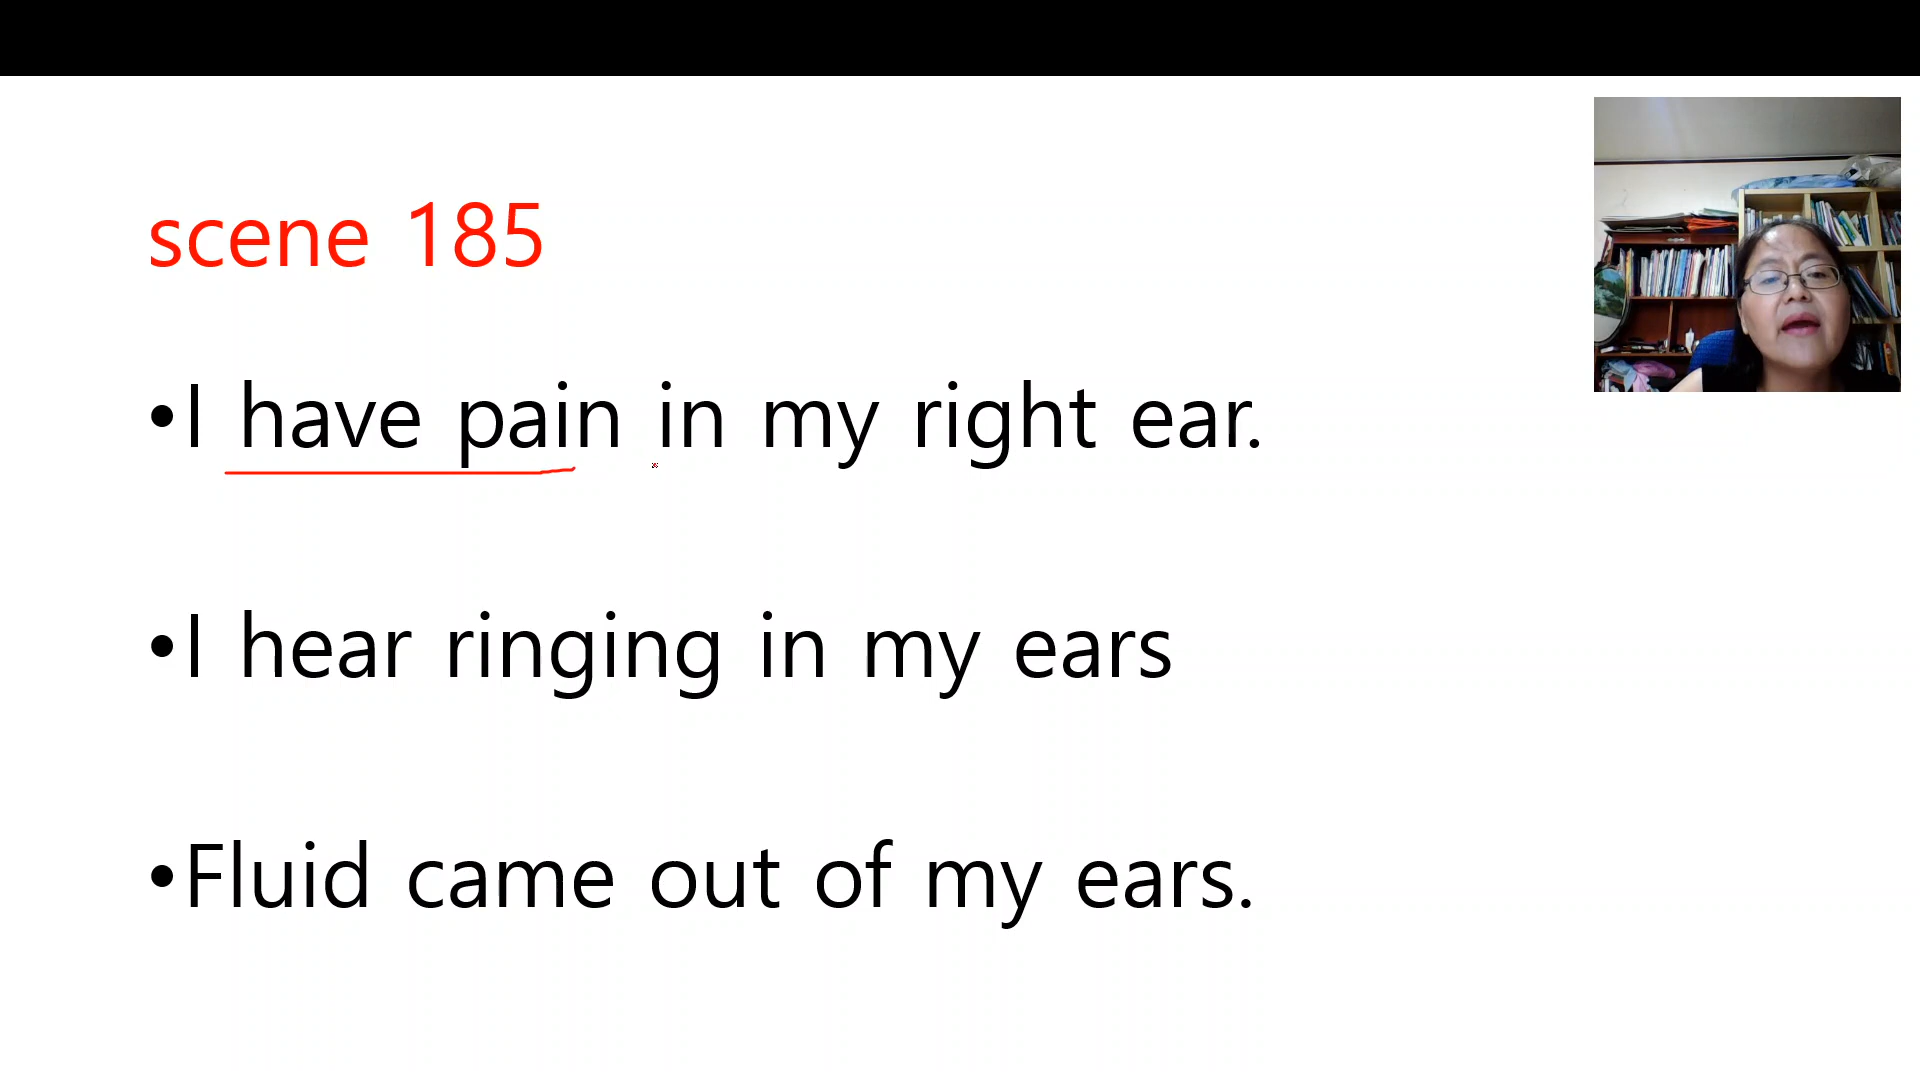 scene 185
•I have pain in my right ear.
•I hear ringing in my ears
•Fluid came out of my ears.